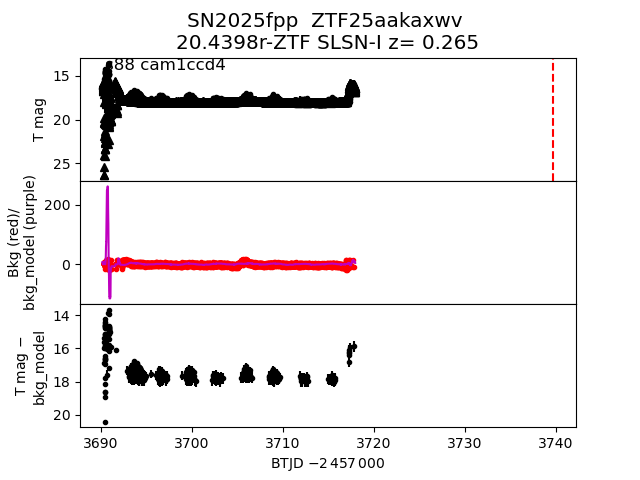 SN2025fpp  ZTF25aakaxwv
20.4398r-ZTF SLSN-I z= 0.265
88 cam1ccd4
T mag
15
20
25
Bkg (red)/
bkg_model (purple)
200
0
T mag −
bkg_model
14
16
18
20
3690 3700 3710 3720 3730 3740
BTJD −2 457 000